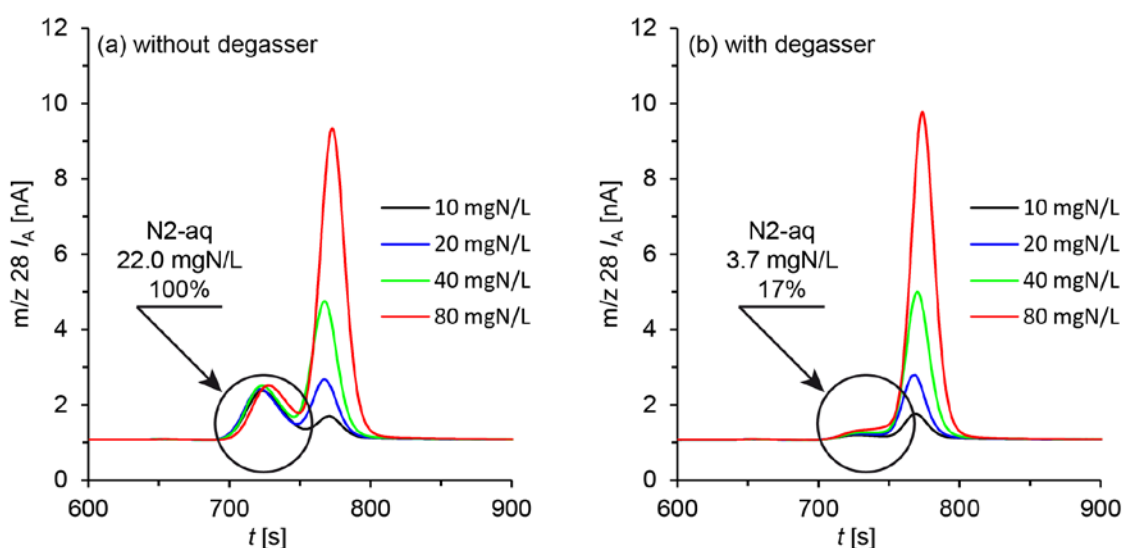 (a) without degasser
m/z 28 I_A [nA]
12
10
8
6
4
2
0
N2-aq
22.0 mgN/L
100%
10 mgN/L
20 mgN/L
40 mgN/L
80 mgN/L
600
700
800
900
t [s]
(b) with degasser
m/z 28 I_A [nA]
12
10
8
6
4
2
0
N2-aq
3.7 mgN/L
17%
10 mgN/L
20 mgN/L
40 mgN/L
80 mgN/L
600
700
800
900
t [s]